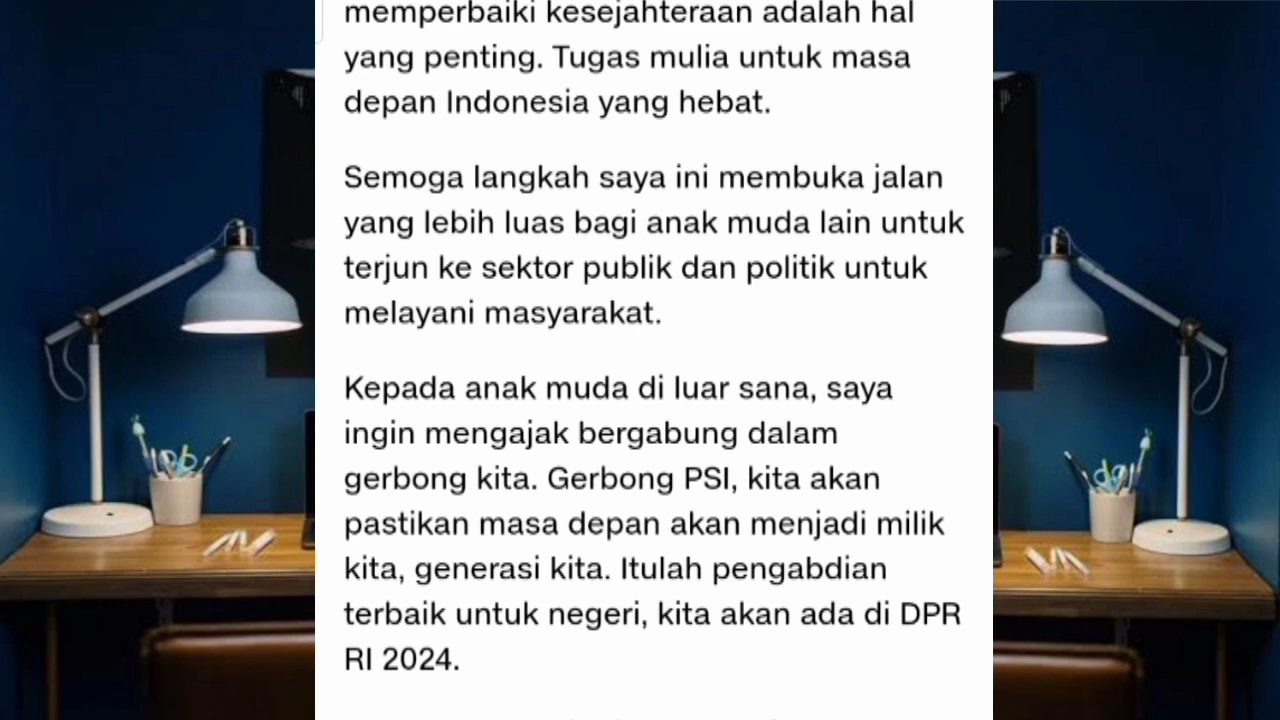 memperbaiki kesejahteraan adalah hal
yang penting. Tugas mulia untuk masa
depan Indonesia yang hebat.
Semoga langkah saya ini membuka jalan
yang lebih luas bagi anak muda lain untuk
terjun ke sektor publik dan politik untuk
melayani masyarakat.
Kepada anak muda di luar sana, saya
ingin mengajak bergabung dalam
gerbong kita. Gerbong PSI, kita akan
pastikan masa depan akan menjadi milik
kita, generasi kita. Itulah pengabdian
terbaik untuk negeri, kita akan ada di DPR
RI 2024.